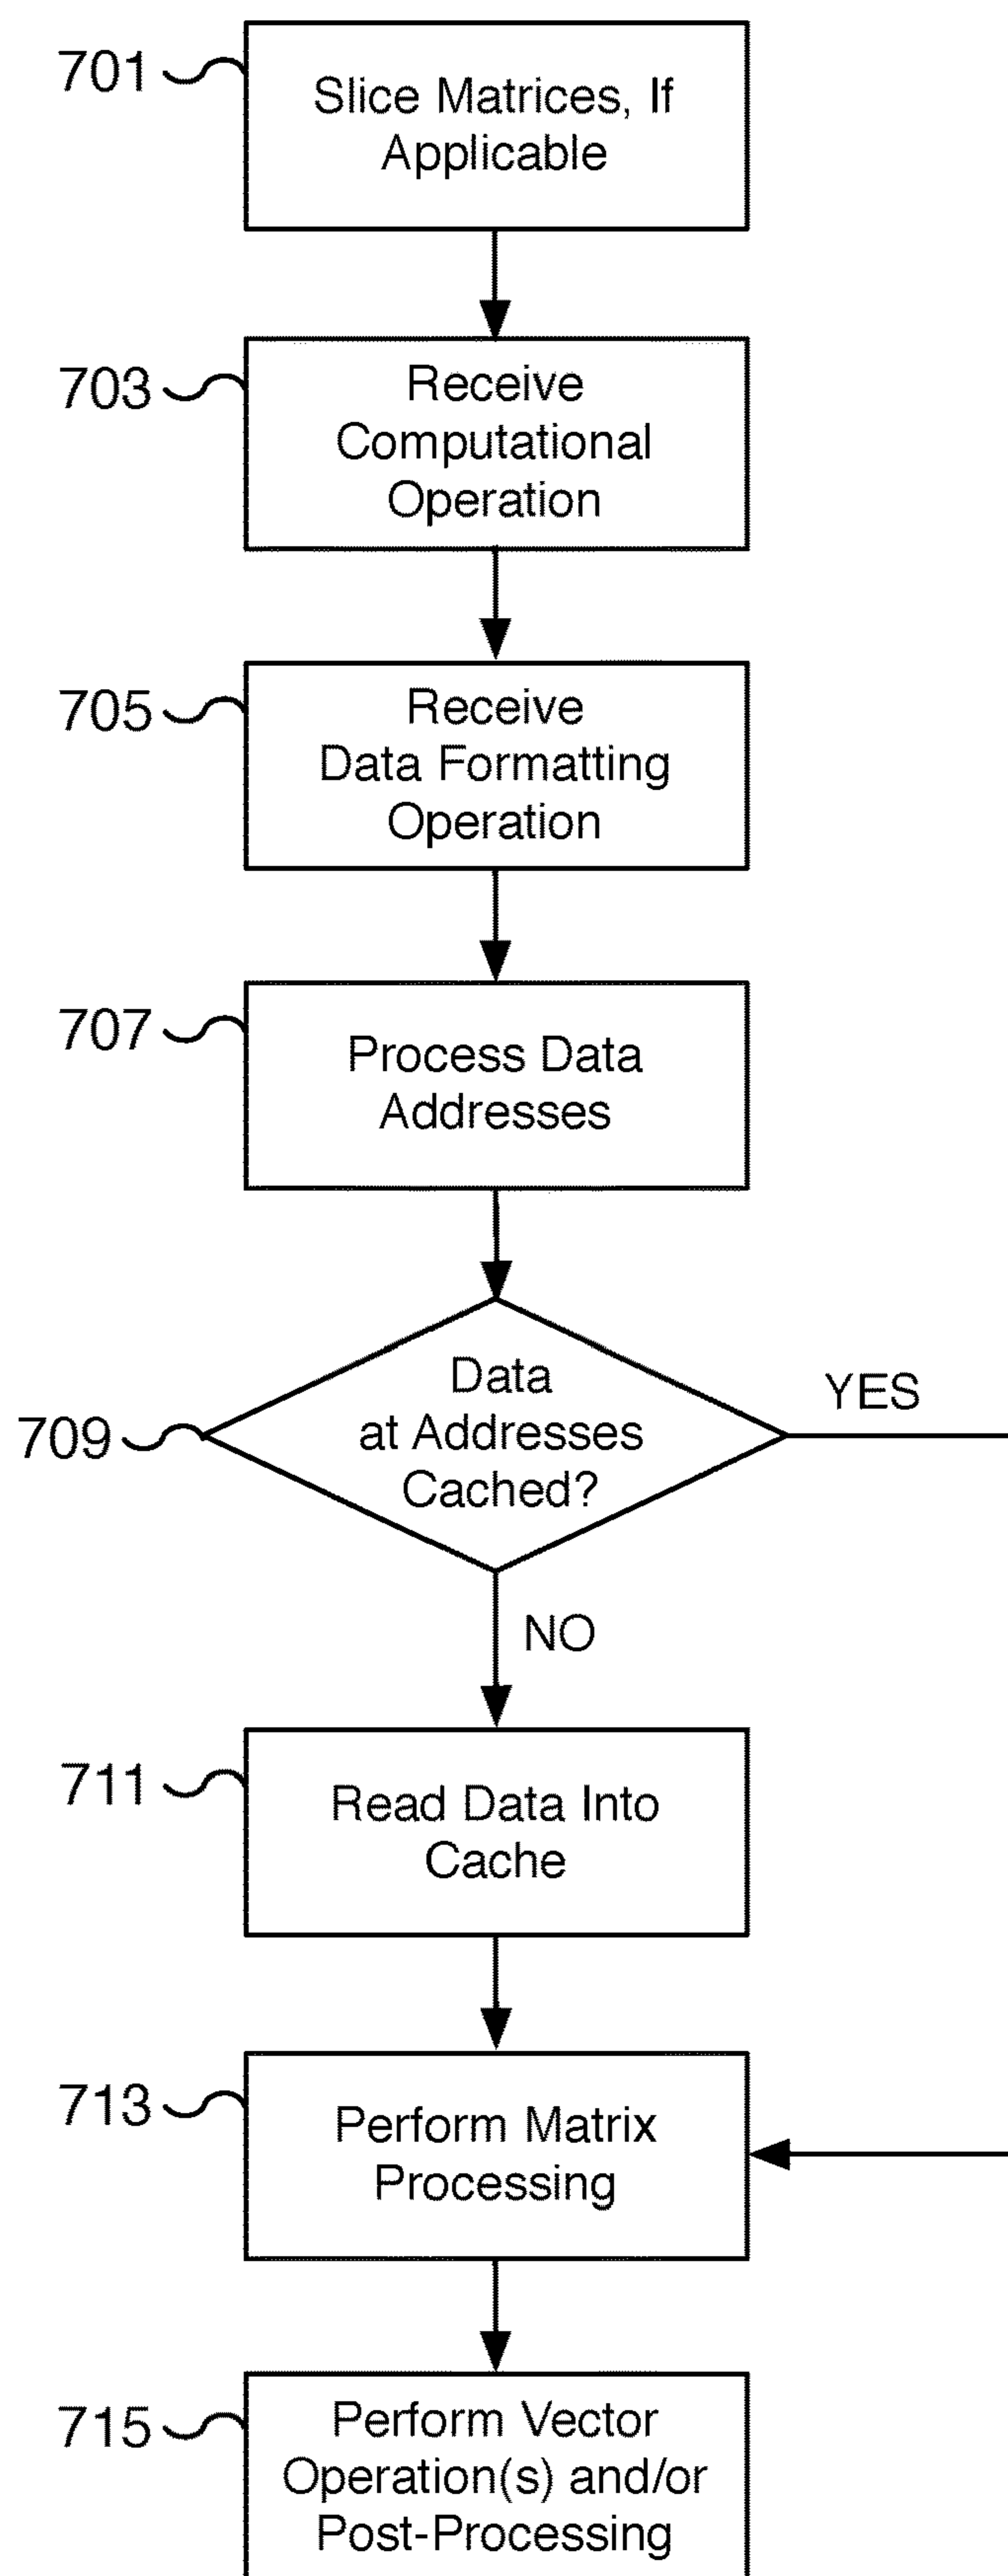 701
Slice Matrices, If
Applicable
703
Receive
Computational
Operation
705
Receive
Data Formatting
Operation
707
Process Data
Addresses
709
Data
at Addresses
Cached?
YES
NO
711
Read Data Into
Cache
713
Perform Matrix
Processing
715
Perform Vector
Operation(s) and/or
Post-Processing